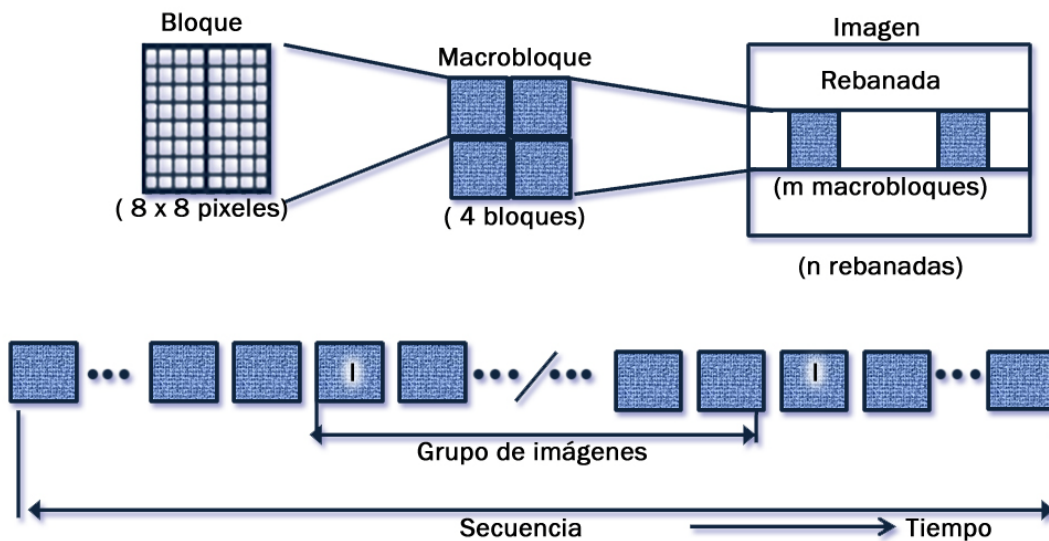 Bloque
Imagen
Macrobloque
Rebanada
( 8 x 8 pixeles)
( 4 bloques)
(m macrobloques)
(n rebanadas)
I
I
Grupo de imágenes
Secuencia
Tiempo